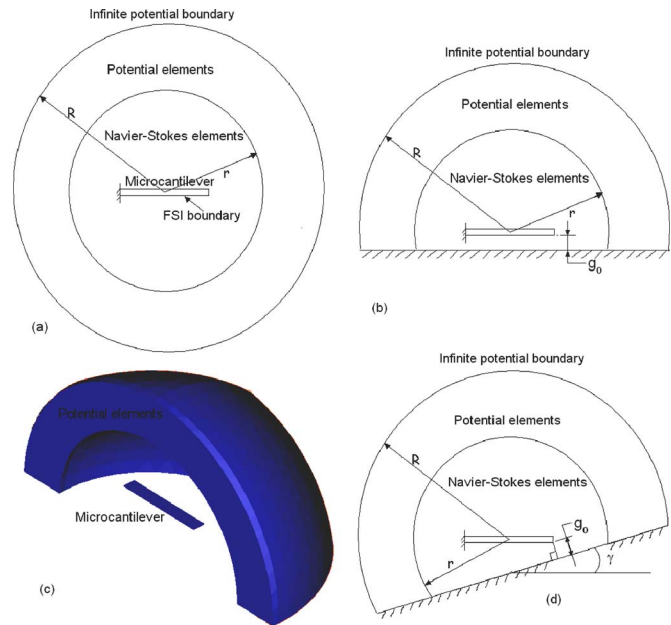 Infinite potential boundary
Potential elements
R
Navier-Stokes elements
r
Microcantilever
FSI boundary
(a)
Infinite potential boundary
Potential elements
R
Navier-Stokes elements
r
g0
(b)
Potential elements
Microcantilever
(c)
Infinite potential boundary
Potential elements
R
Navier-Stokes elements
g0
r
γ
(d)